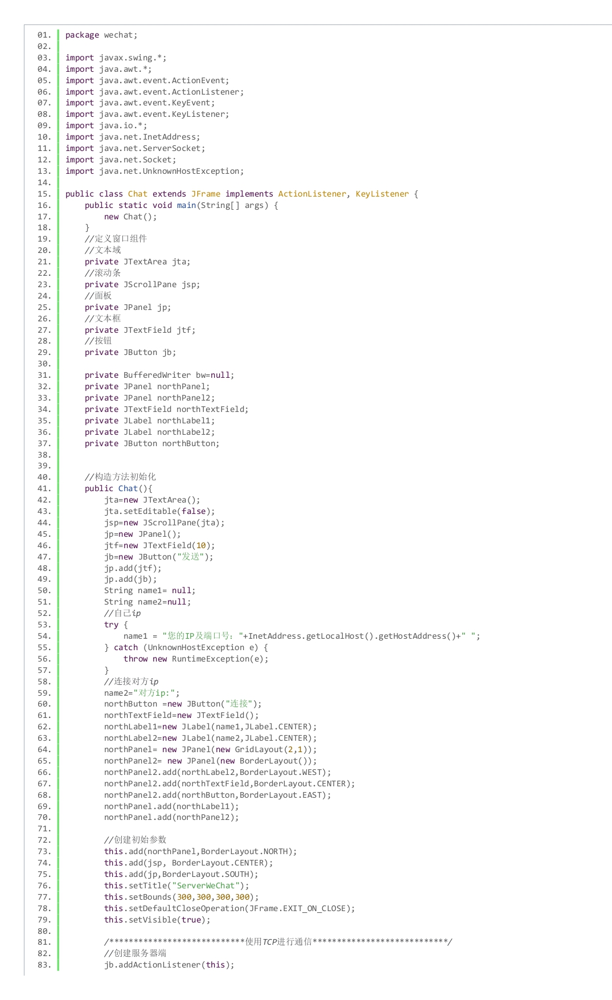 01. package wechat;
02.
03. import javax.swing.*;
04. import java.awt.*;
05. import java.awt.event.ActionEvent;
06. import java.awt.event.ActionListener;
07. import java.awt.event.KeyEvent;
08. import java.awt.event.KeyListener;
09. import java.io.*;
10. import java.net.InetAddress;
11. import java.net.ServerSocket;
12. import java.net.Socket;
13. import java.net.UnknownHostException;
14.
15. public class Chat extends JFrame implements ActionListener, KeyListener {
16.     public static void main(String[] args) {
17.         new Chat();
18.     }
19.     //定义窗口组件
20.     //文本域
21.     private JTextArea jta;
22.     //滚动条
23.     private JScrollPane jsp;
24.     //面板
25.     private JPanel jp;
26.     //文本框
27.     private JTextField jtf;
28.     //按钮
29.     private JButton jb;
30.
31.     private BufferedWriter bw=null;
32.     private JPanel northPanel;
33.     private JPanel northPanel2;
34.     private JTextField northTextField;
35.     private JLabel northLabel1;
36.     private JLabel northLabel2;
37.     private JButton northButton;
38.
39.
40.     //构造方法初始化
41.     public Chat(){
42.         jta=new JTextArea();
43.         jta.setEditable(false);
44.         jsp=new JScrollPane(jta);
45.         jp=new JPanel();
46.         jtf=new JTextField(10);
47.         jb=new JButton("发送");
48.         jp.add(jtf);
49.         jp.add(jb);
50.         String name1= null;
51.         String name2=null;
52.         //自己ip
53.         try {
54.             name1 = "您的IP及端口号："+InetAddress.getLocalHost().getHostAddress()+" ";
55.         } catch (UnknownHostException e) {
56.             throw new RuntimeException(e);
57.         }
58.         //连接对方ip
59.         name2="对方ip:";
60.         northButton =new JButton("连接");
61.         northTextField=new JTextField();
62.         northLabel1=new JLabel(name1,JLabel.CENTER);
63.         northLabel2=new JLabel(name2,JLabel.CENTER);
64.         northPanel= new JPanel(new GridLayout(2,1));
65.         northPanel2= new JPanel(new BorderLayout());
66.         northPanel2.add(northLabel2,BorderLayout.WEST);
67.         northPanel2.add(northTextField,BorderLayout.CENTER);
68.         northPanel2.add(northButton,BorderLayout.EAST);
69.         northPanel.add(northLabel1);
70.         northPanel.add(northPanel2);
71.
72.         //创建初始参数
73.         this.add(northPanel,BorderLayout.NORTH);
74.         this.add(jsp, BorderLayout.CENTER);
75.         this.add(jp,BorderLayout.SOUTH);
76.         this.setTitle("ServerWeChat");
77.         this.setBounds(300,300,300,300);
78.         this.setDefaultCloseOperation(JFrame.EXIT_ON_CLOSE);
79.         this.setVisible(true);
80.
81.         /****************************使用TCP进行通信****************************/
82.         //创建服务器端
83.         jb.addActionListener(this);